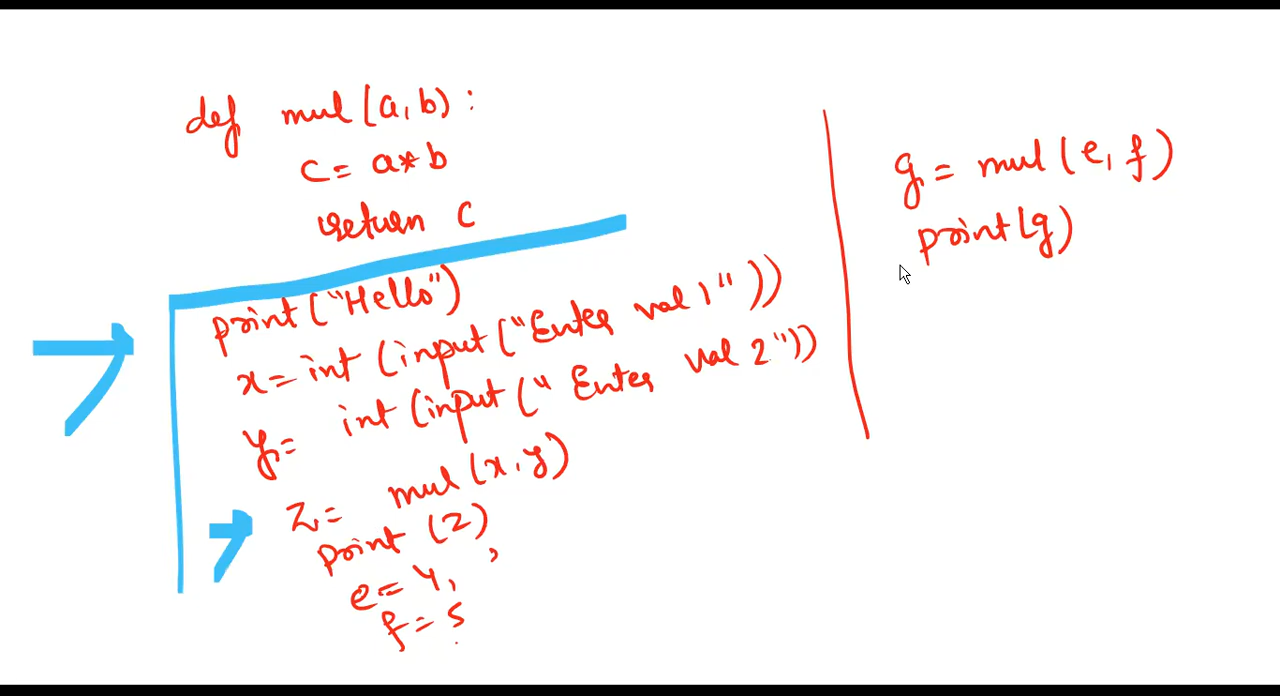 def mul(a,b):
c= a*b
return c
print("Hello")
x= int (input("Enter val 1"))
y= int (input(" Enter val 2"))
z= mul(x,y)
print (z)
e= 4,
f= 5
g= mul(e,f)
print(g)